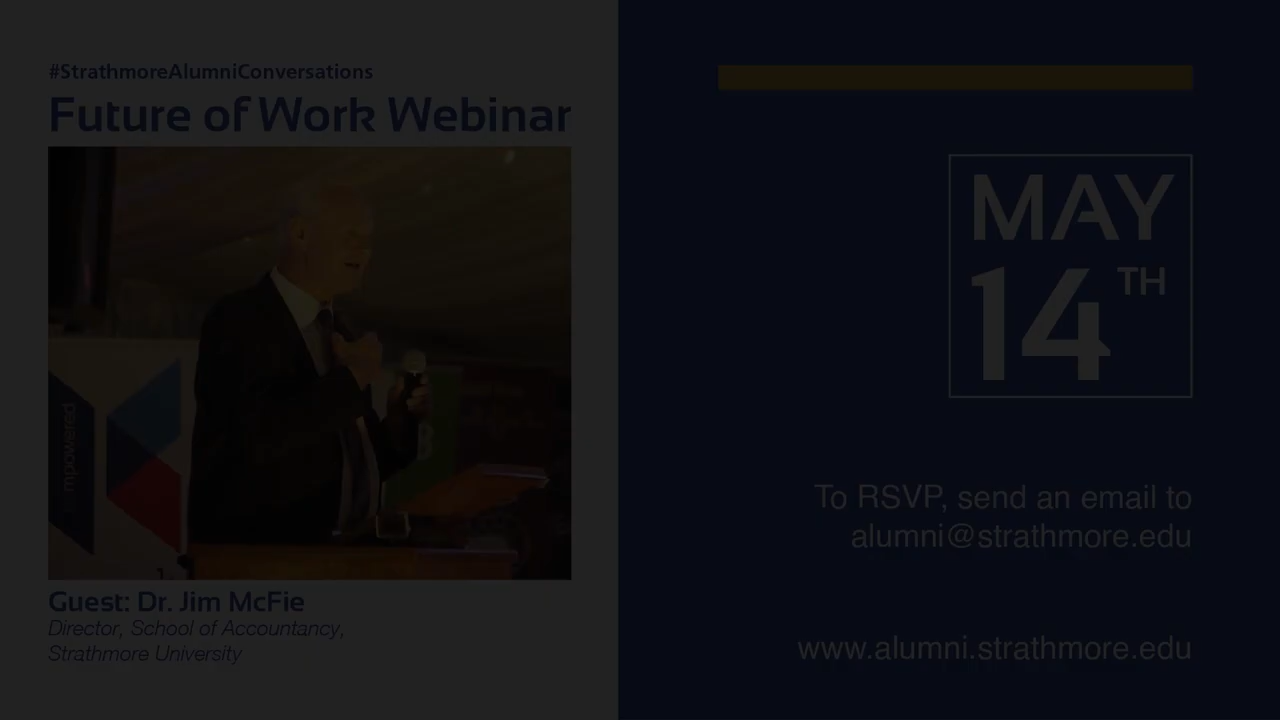 #StrathmoreAlumniConversations
Future of Work Webinar
mpowered
Guest: Dr. Jim McFie
Director, School of Accountancy,
Strathmore University
MAY
14TH
To RSVP, send an email to
alumni@strathmore.edu
www.alumni.strathmore.edu